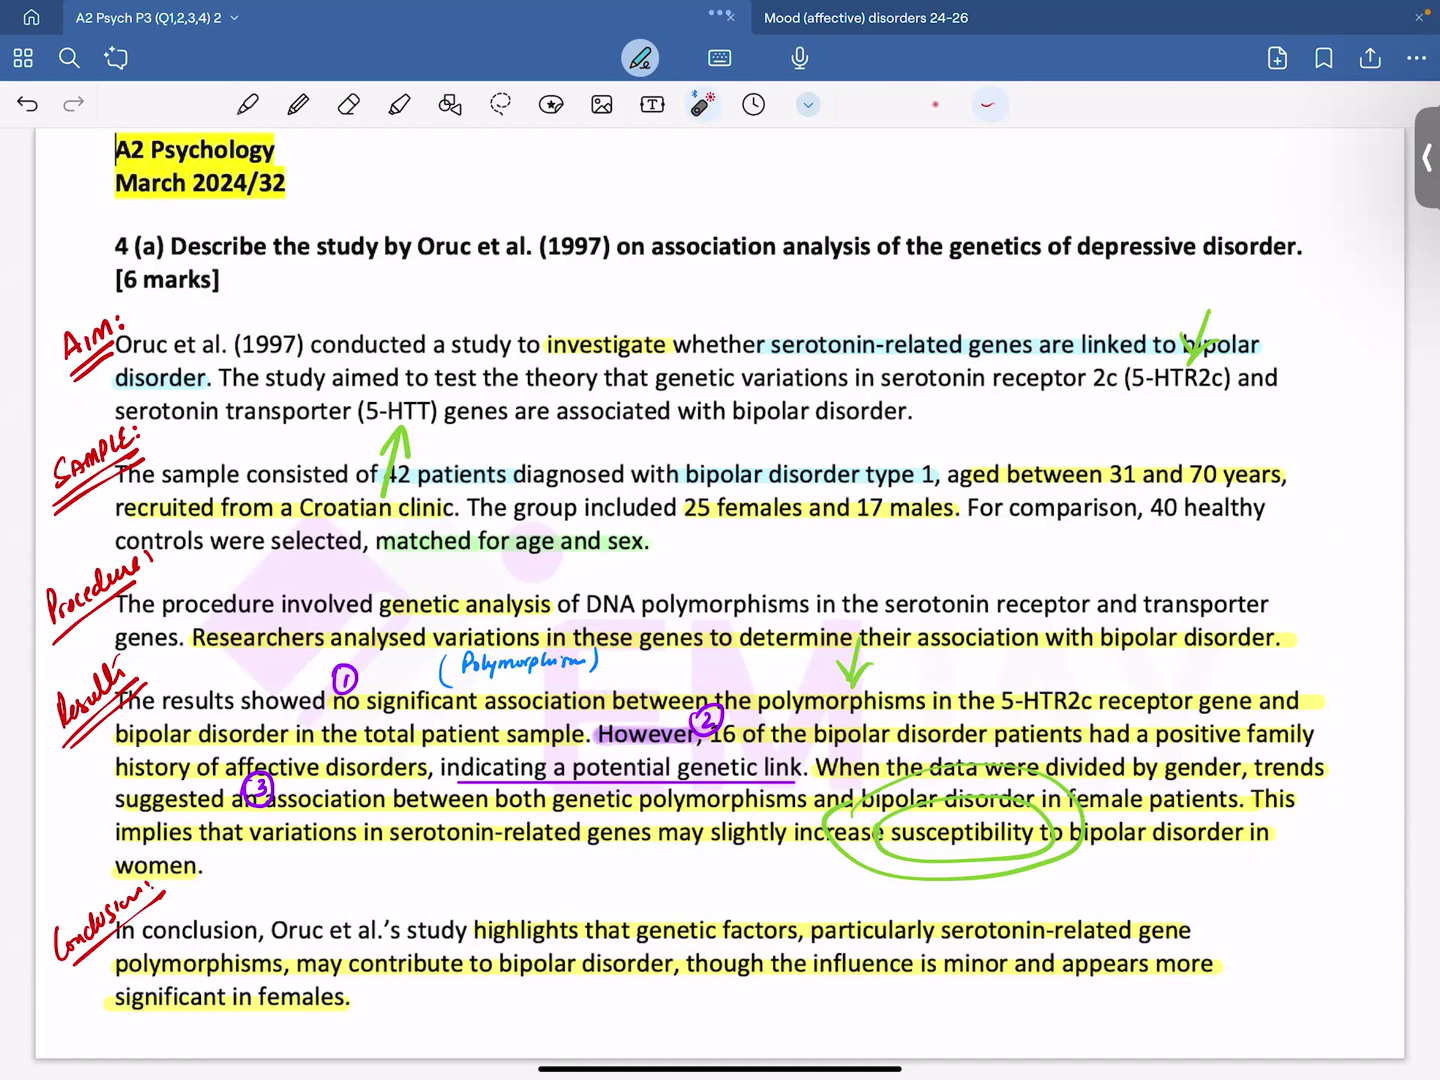 A2 Psych P3 (Q1,2,3,4) 2
Mood (affective) disorders 24-26
A2 Psychology
March 2024/32
4 (a) Describe the study by Oruc et al. (1997) on association analysis of the genetics of depressive disorder.
[6 marks]
AIM:
Oruc et al. (1997) conducted a study to investigate whether serotonin-related genes are linked to bipolar
disorder. The study aimed to test the theory that genetic variations in serotonin receptor 2c (5-HTR2c) and
serotonin transporter (5-HTT) genes are associated with bipolar disorder.
SAMPLE:
The sample consisted of 42 patients diagnosed with bipolar disorder type 1, aged between 31 and 70 years,
recruited from a Croatian clinic. The group included 25 females and 17 males. For comparison, 40 healthy
controls were selected, matched for age and sex.
Procedure:
The procedure involved genetic analysis of DNA polymorphisms in the serotonin receptor and transporter
genes. Researchers analysed variations in these genes to determine their association with bipolar disorder.
(Polymorphism)
Results
1
The results showed no significant association between the polymorphisms in the 5-HTR2c receptor gene and
2
bipolar disorder in the total patient sample. However, 16 of the bipolar disorder patients had a positive family
history of affective disorders, indicating a potential genetic link. When the data were divided by gender, trends
3
suggested an association between both genetic polymorphisms and bipolar disorder in female patients. This
implies that variations in serotonin-related genes may slightly increase susceptibility to bipolar disorder in
women.
Conclusion:
In conclusion, Oruc et al.'s study highlights that genetic factors, particularly serotonin-related gene
polymorphisms, may contribute to bipolar disorder, though the influence is minor and appears more
significant in females.